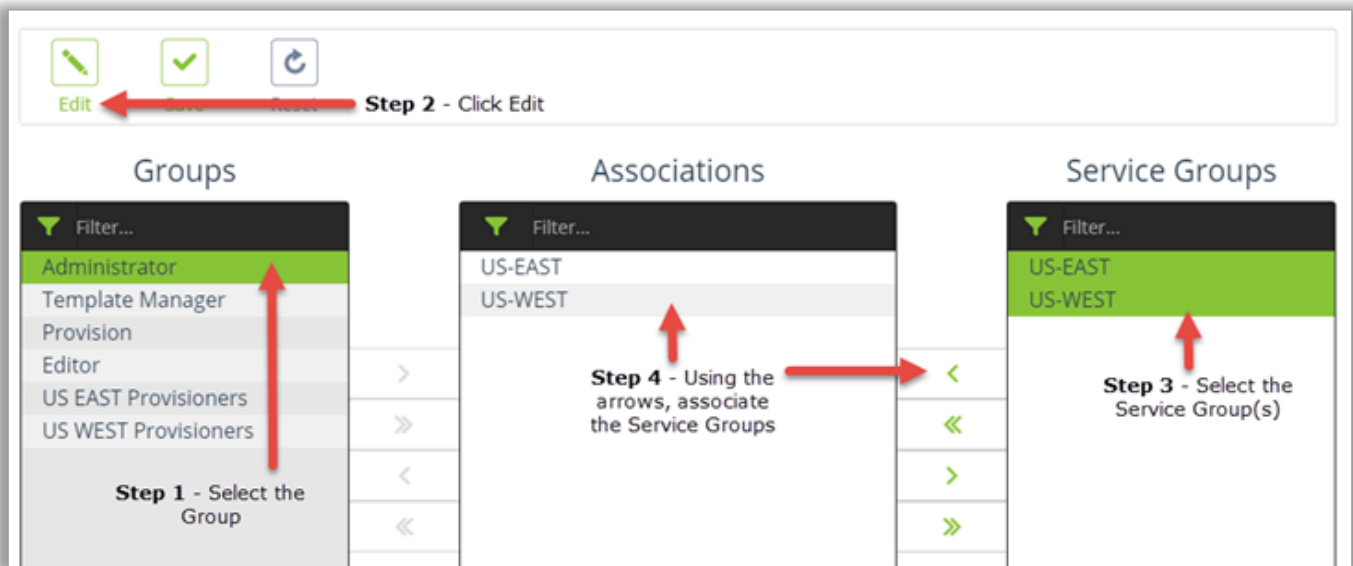 Edit
Save
Reset
Step 2 - Click Edit
Groups
Associations
Service Groups
Filter...
Administrator
Template Manager
Provision
Editor
US EAST Provisioners
US WEST Provisioners
Step 1 - Select the
Group
Filter...
US-EAST
US-WEST
Step 4 - Using the
arrows, associate
the Service Groups
Filter...
US-EAST
US-WEST
Step 3 - Select the
Service Group(s)